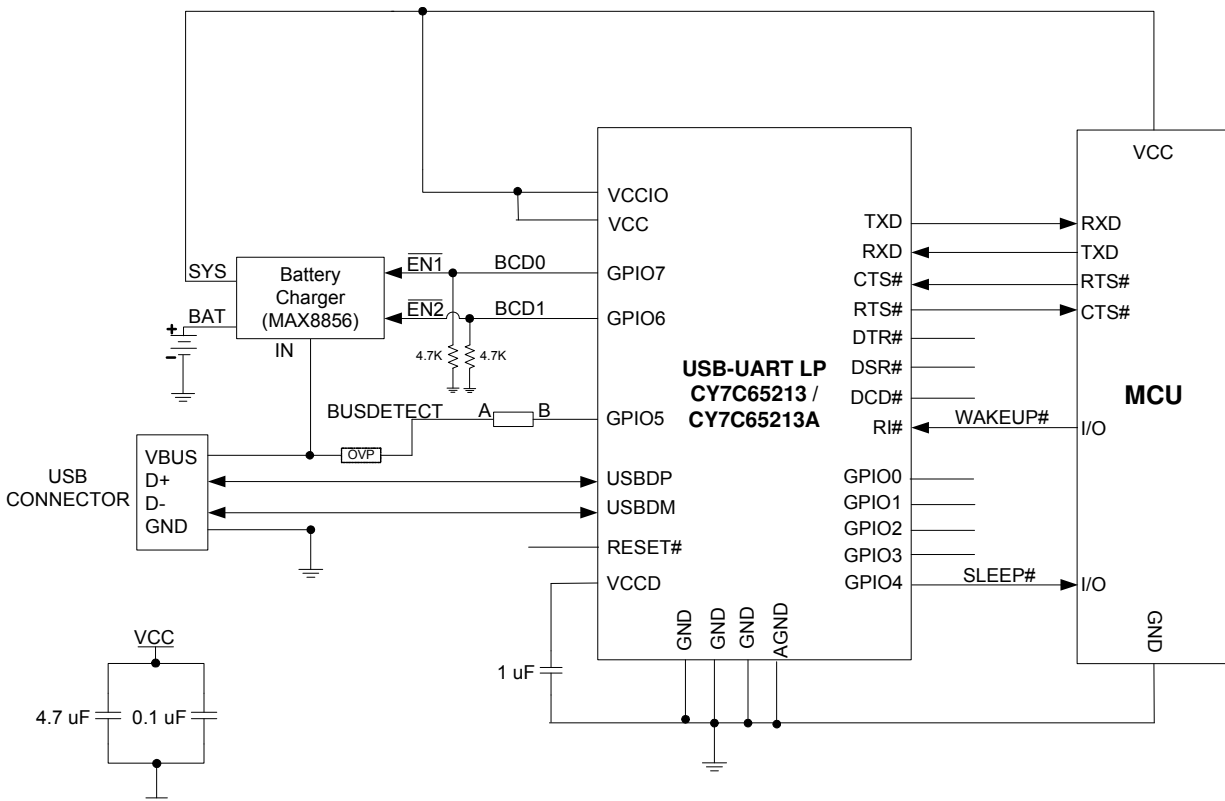 VCC
VCCIO
VCC
TXD
RXD
RXD
TXD
SYS
Battery
Charger
(MAX8856)
EN1
BCD0
GPIO7
CTS#
RTS#
BAT
+
-
EN2
BCD1
GPIO6
RTS#
CTS#
IN
4.7K
4.7K
DTR#
DSR#
DCD#
USB-UART LP
CY7C65213 /
CY7C65213A
MCU
BUSDETECT
A
B
GPIO5
RI#
WAKEUP#
I/O
OVP
USB
CONNECTOR
VBUS
D+
D-
GND
USBDP
USBDM
RESET#
VCCD
GPIO0
GPIO1
GPIO2
GPIO3
GPIO4
SLEEP#
I/O
GND
GND
GND
AGND
GND
1 uF
VCC
4.7 uF
0.1 uF